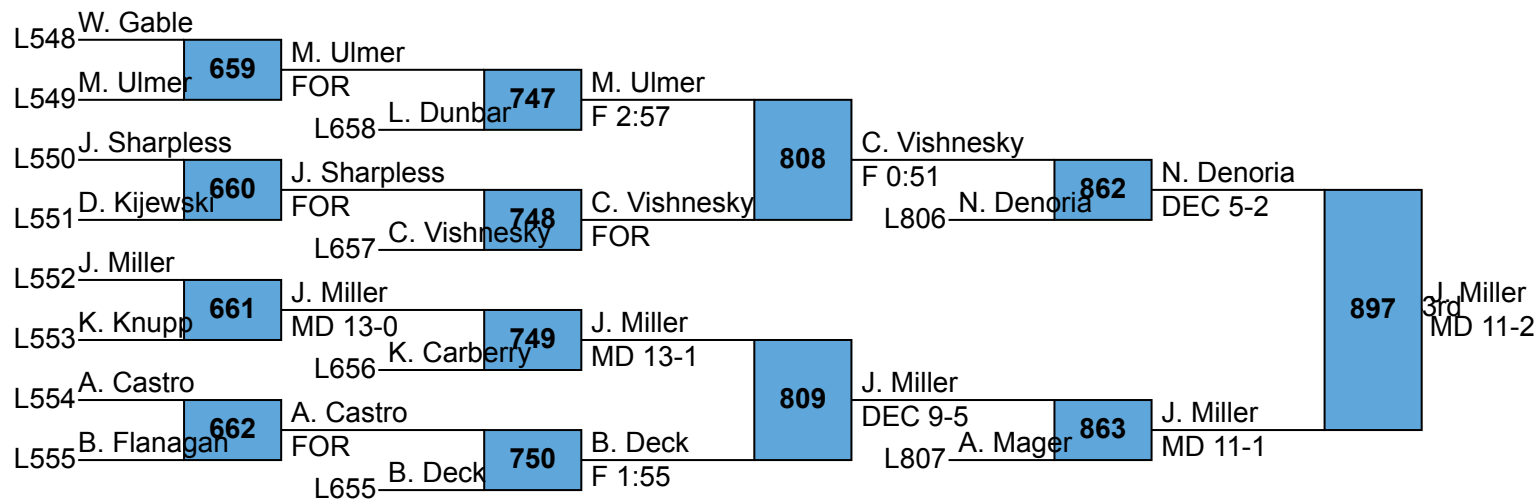 L548 W. Gable
659
L549 M. Ulmer
M. Ulmer
FOR
L658 L. Dunbar
747
M. Ulmer
F 2:57
L550 J. Sharpless
660
L551 D. Kijewski
J. Sharpless
FOR
L657 C. Vishnesky
748
C. Vishnesky
FOR
808
C. Vishnesky
F 0:51
L806 N. Denoria
862
N. Denoria
DEC 5-2
L552 J. Miller
661
L553 K. Knupp
J. Miller
MD 13-0
L656 K. Carberry
749
J. Miller
MD 13-1
L554 A. Castro
662
L555 B. Flanagan
A. Castro
FOR
L655 B. Deck
750
B. Deck
F 1:55
809
J. Miller
DEC 9-5
L807 A. Mager
863
J. Miller
MD 11-1
897
3rd
J. Miller
MD 11-2